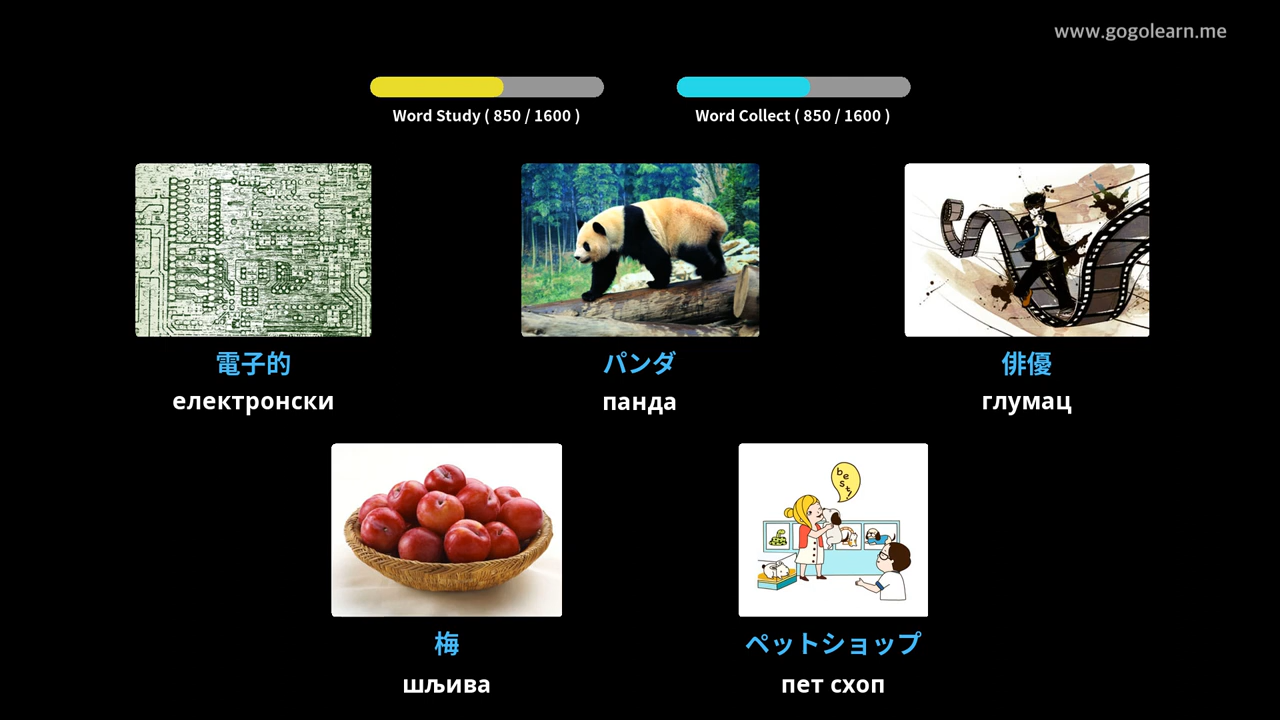 www.gogolearn.me
Word Study ( 850 / 1600 )
Word Collect ( 850 / 1600 )
電子的
パンダ
俳優
електронски
панда
глумац
best!
梅
ペットショップ
шљива
пет схоп